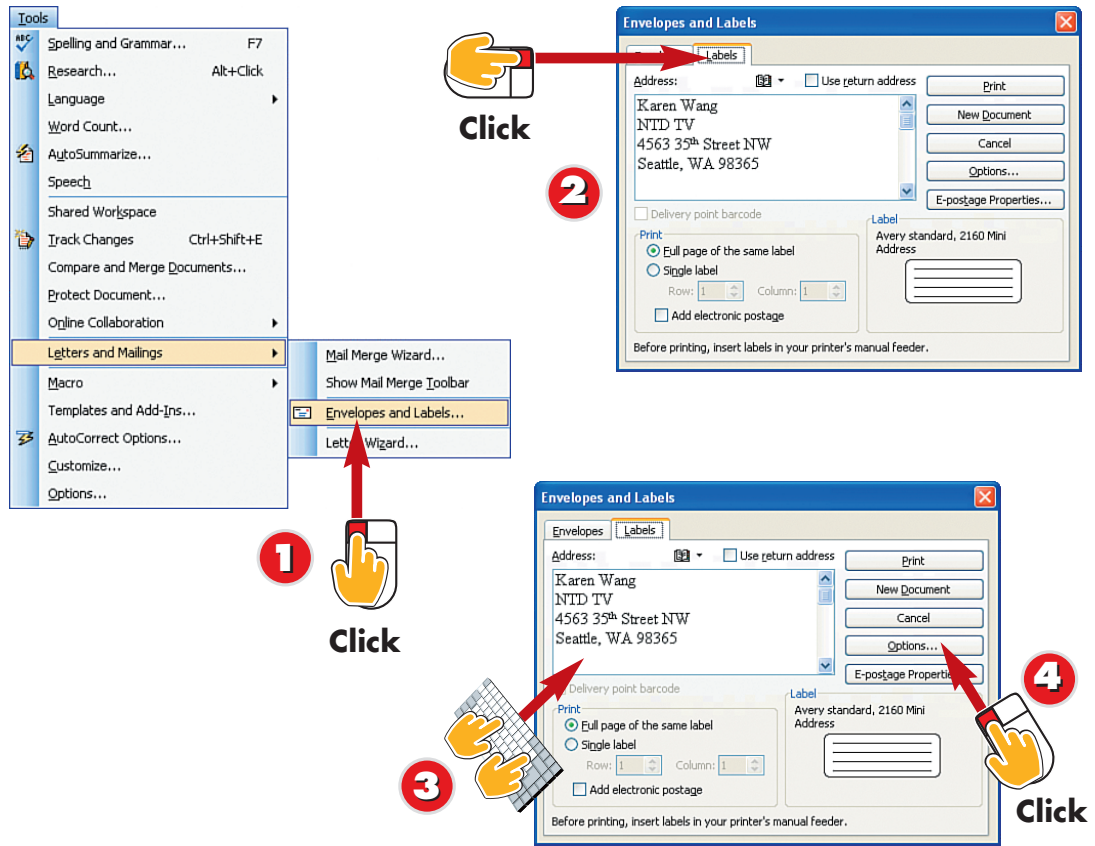 Tools
Spelling and Grammar... F7
Research... Alt+Click
Language
Word Count...
AutoSummarize...
Speech
Shared Workspace
Track Changes Ctrl+Shift+E
Compare and Merge Documents...
Protect Document...
Online Collaboration
Letters and Mailings
Macro
Templates and Add-Ins...
AutoCorrect Options...
Customize...
Options...
Mail Merge Wizard...
Show Mail Merge Toolbar
Envelopes and Labels...
Letter Wizard...
1
Click
Click
2
Envelopes and Labels
Labels
Address: Use return address
Karen Wang
NTD TV
4563 35th Street NW
Seattle, WA 98365
Print
New Document
Cancel
Options...
E-postage Properties...
Delivery point barcode
Print
Full page of the same label
Single label
Row: 1 Column: 1
Add electronic postage
Label
Avery standard, 2160 Mini
Address
Before printing, insert labels in your printer's manual feeder.
3
Envelopes and Labels
Envelopes Labels
Address: Use return address
Karen Wang
NTD TV
4563 35th Street NW
Seattle, WA 98365
Print
New Document
Cancel
Options...
E-postage Properti
Delivery point barcode
Print
Full page of the same label
Single label
Row: 1 Column: 1
Add electronic postage
Label
Avery standard, 2160 Mini
Address
Before printing, insert labels in your printer's manual feeder.
4
Click